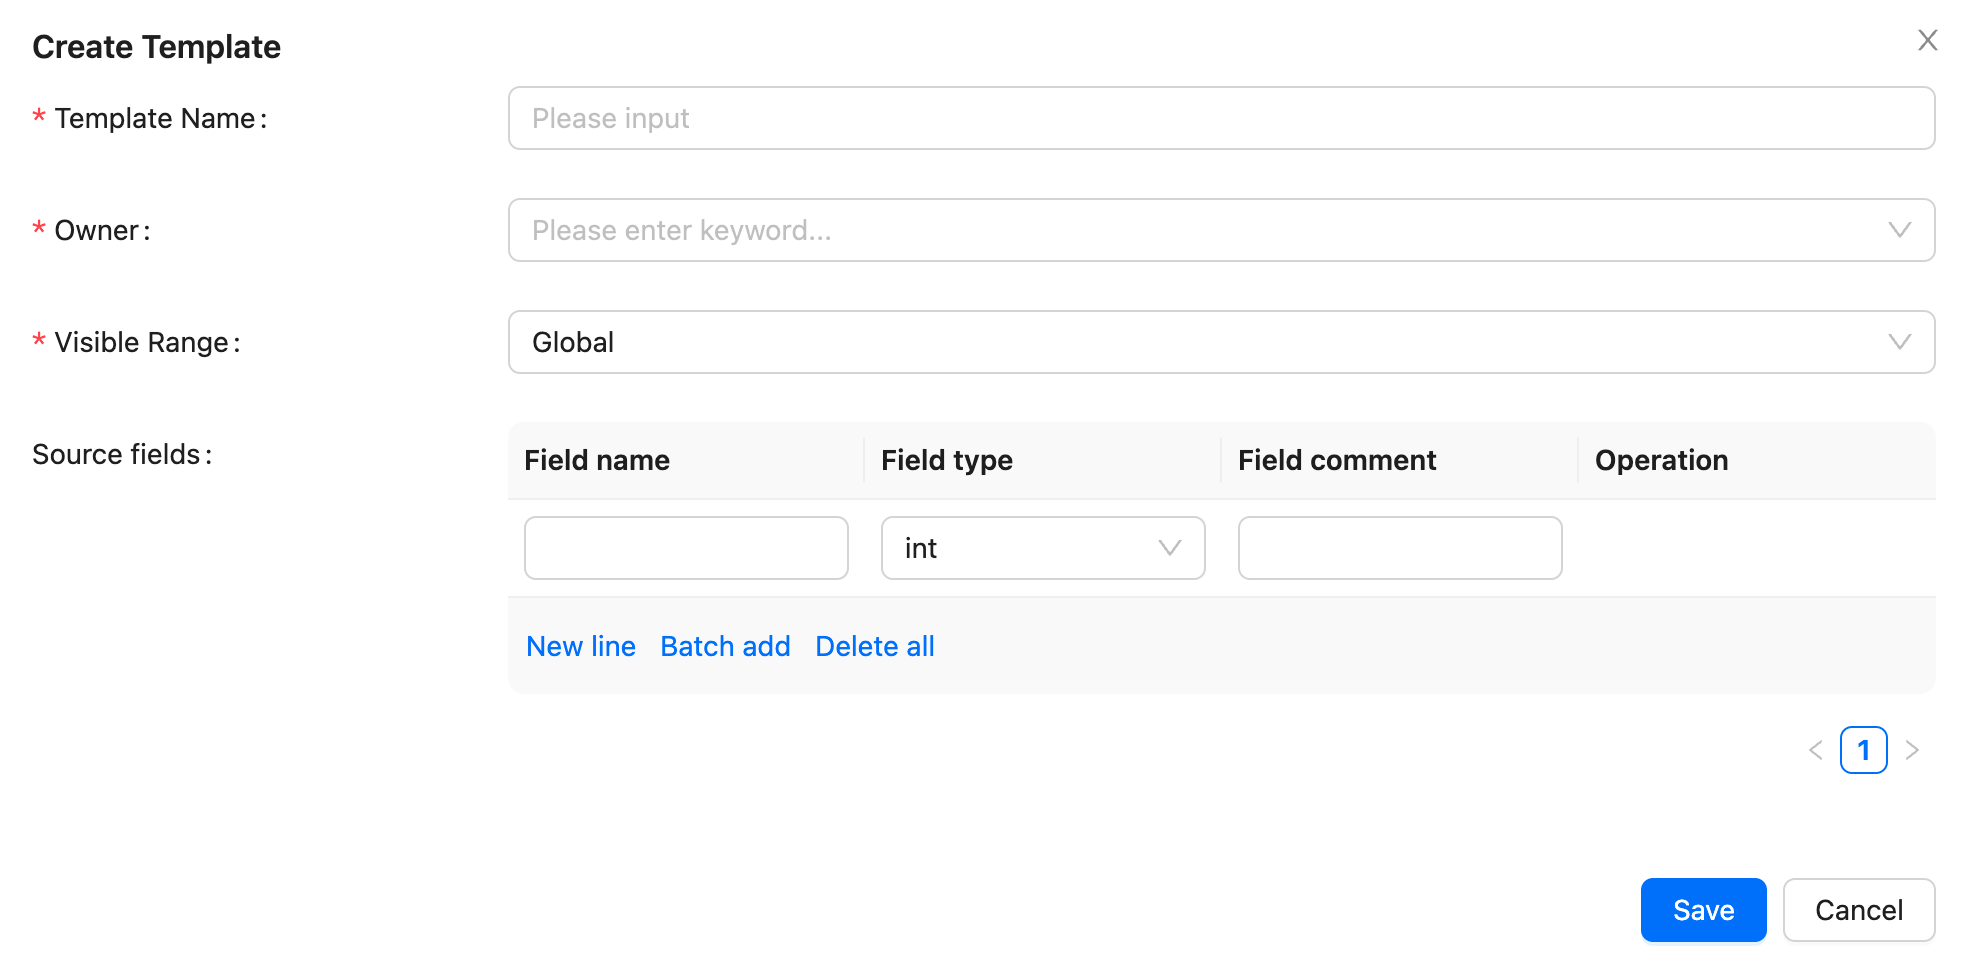 Create Template
* Template Name:
Please input
* Owner:
Please enter keyword...
* Visible Range:
Global
Source fields:
Field name Field type Field comment Operation
int
New line Batch add Delete all
1
Save Cancel